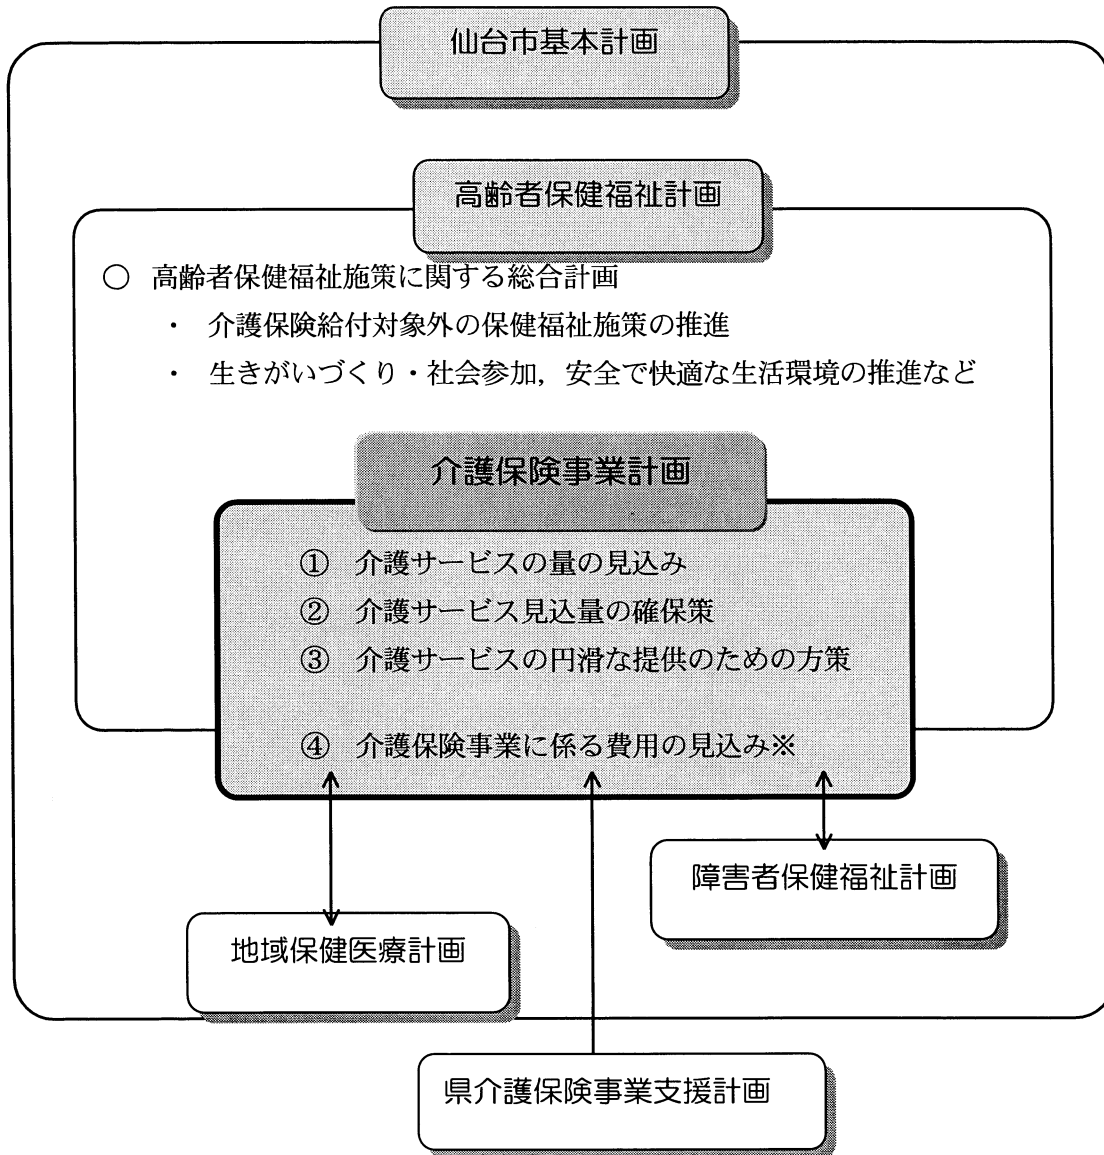 仙台市基本計画
高齢者保健福祉計画
○ 高齢者保健福祉施策に関する総合計画
・ 介護保険給付対象外の保健福祉施策の推進
・ 生きがいづくり・社会参加，安全で快適な生活環境の推進など
介護保険事業計画
① 介護サービスの量の見込み
② 介護サービス見込量の確保策
③ 介護サービスの円滑な提供のための方策
④ 介護保険事業に係る費用の見込み※
障害者保健福祉計画
地域保健医療計画
県介護保険事業支援計画